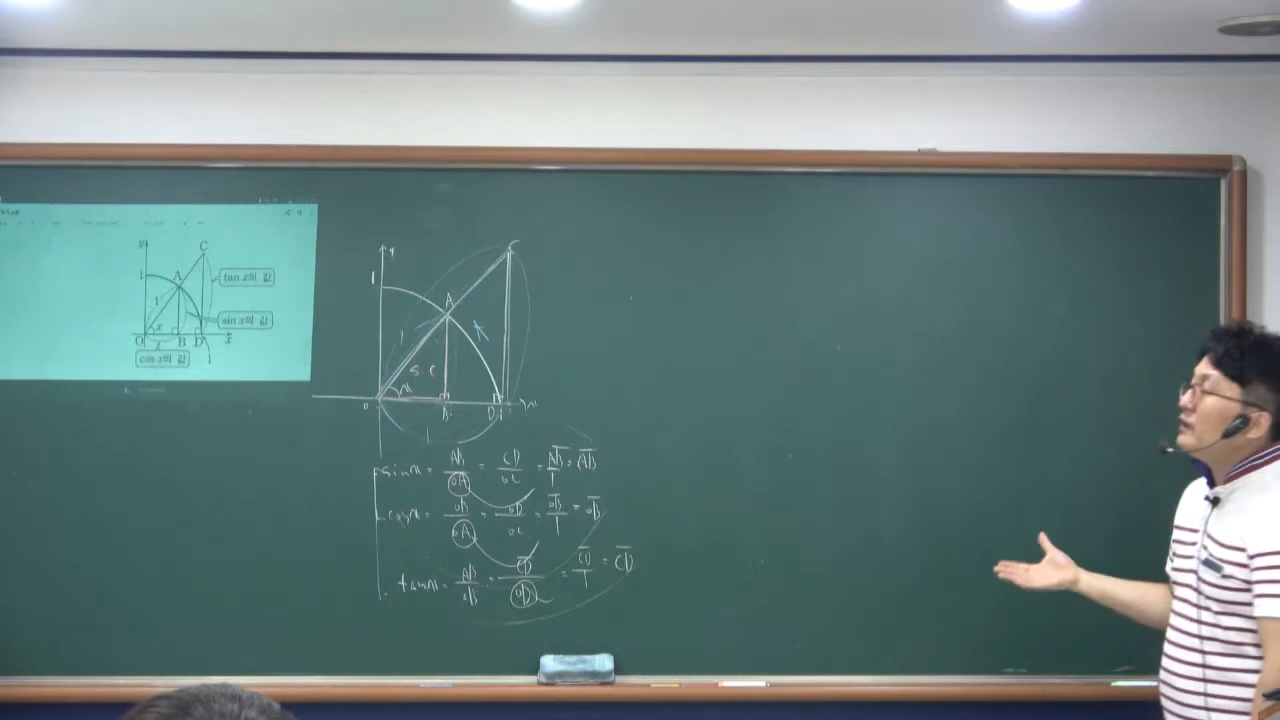 y
C
1
A
tan x의 값
1
x
sin x의 값
O
B
D
x
cos x의 값
1
y
C
1
A
1
S. C
x
0
B
D
1
x
1
sin x = AB/OA = CD/OC = AB/1 = AB
cos x = OB/OA = OD/OC = OB/1 = OB
tan x = AB/OB = CD/OD = CD/1 = CD